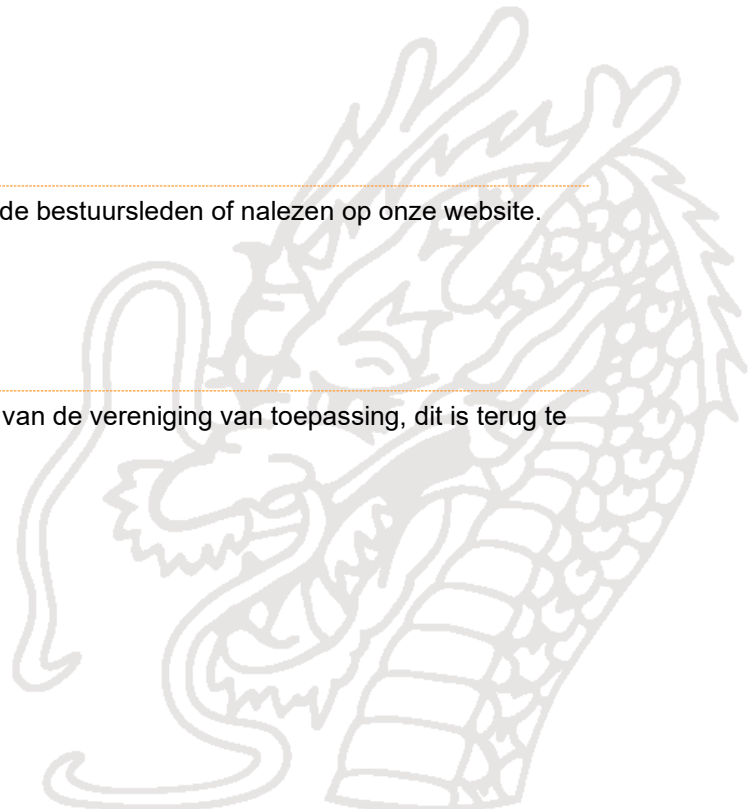 de bestuursleden of nalezen op onze website.
van de vereniging van toepassing, dit is terug te